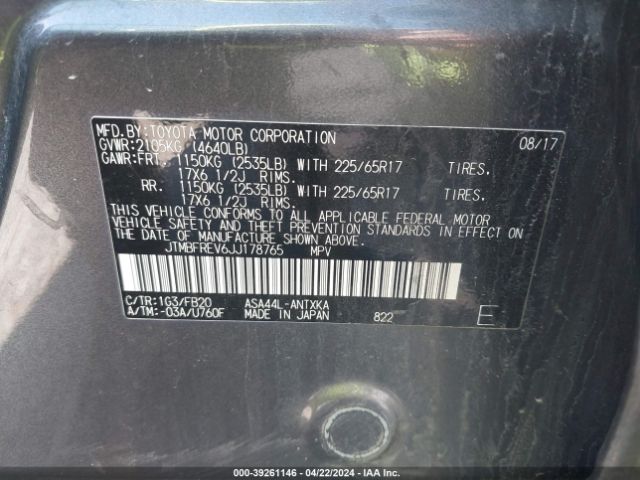 MFD.BY:TOYOTA MOTOR CORPORATION 08/17
GVWR:2105KG (4640LB)
GAWR:FRT. 1150KG (2535LB) WITH 225/65R17 TIRES.
17X6 1/2J RIMS.
RR. 1150KG (2535LB) WITH 225/65R17 TIRES.
17X6 1/2J RIMS.
THIS VEHICLE CONFORMS TO ALL APPLICABLE FEDERAL MOTOR
VEHICLE SAFETY AND THEFT PREVENTION STANDARDS IN EFFECT ON
THE DATE OF MANUFACTURE SHOWN ABOVE.
JTMBFREV6JJ178765 MPV
C/TR:1G3/FB20 ASA44L-ANTXKA
A/TM:-03A/U760F MADE IN JAPAN 822 E
000-39261146 - 04/22/2024 - IAA Inc.